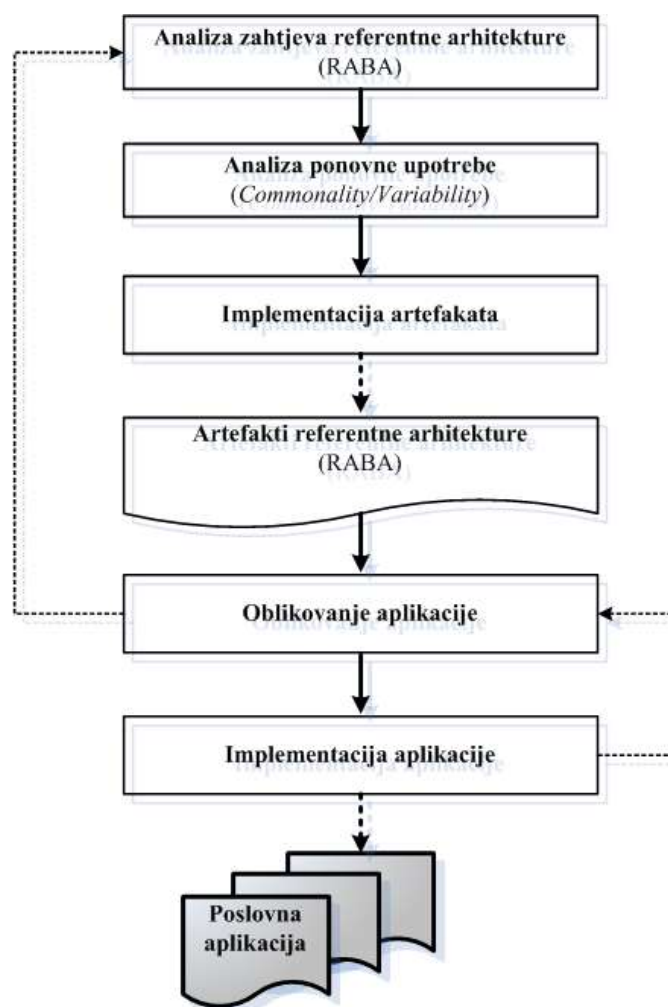 Analiza zahtjeva referentne arhitekture
(RABA)
Analiza ponovne upotrebe
(Commonality/Variability)
Implementacija artefakata
Artefakti referentne arhitekture
(RABA)
Oblikovanje aplikacije
Implementacija aplikacije
Poslovna
aplikacija